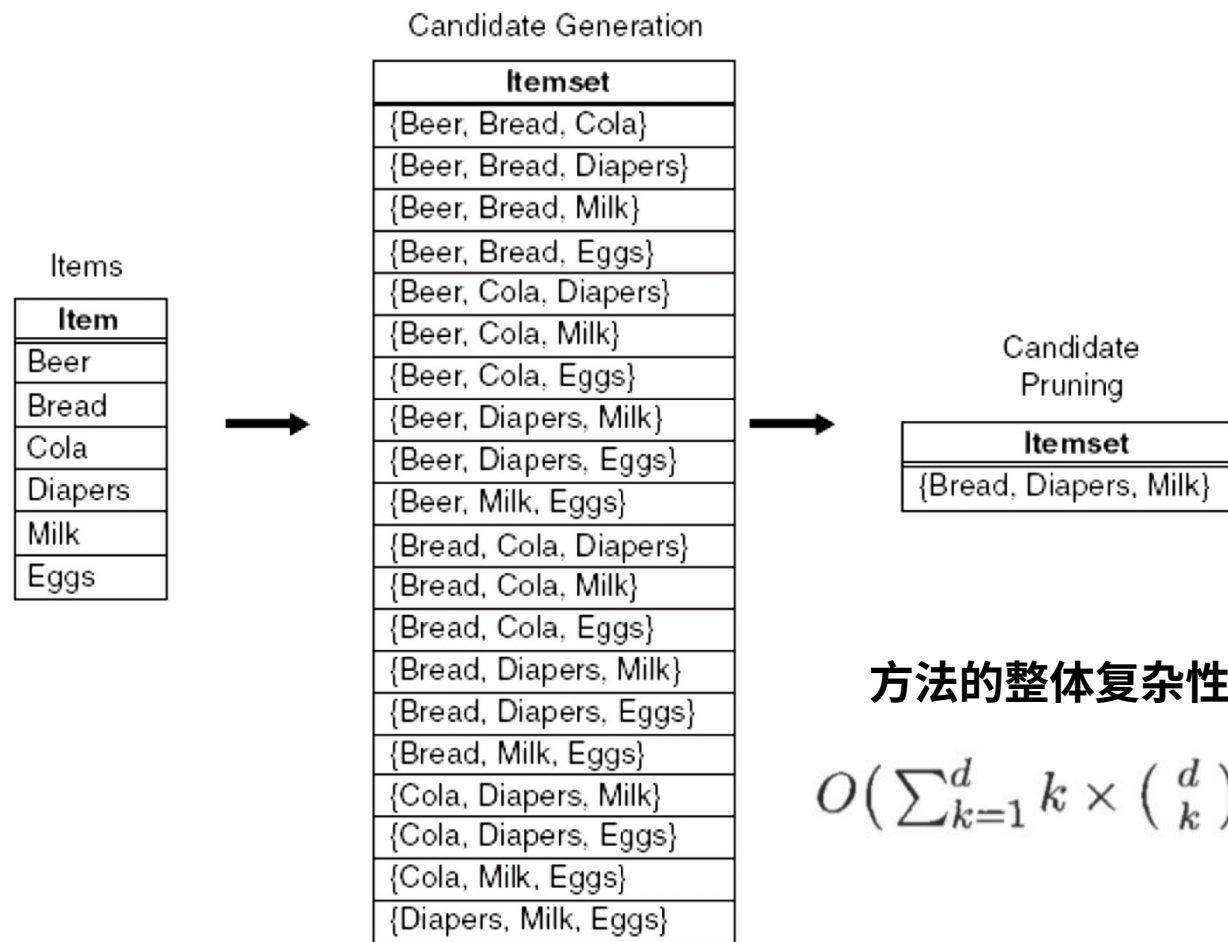 Candidate Generation
Itemset
{Beer, Bread, Cola}
{Beer, Bread, Diapers}
{Beer, Bread, Milk}
{Beer, Bread, Eggs}
{Beer, Cola, Diapers}
{Beer, Cola, Milk}
{Beer, Cola, Eggs}
{Beer, Diapers, Milk}
{Beer, Diapers, Eggs}
{Beer, Milk, Eggs}
{Bread, Cola, Diapers}
{Bread, Cola, Milk}
{Bread, Cola, Eggs}
{Bread, Diapers, Milk}
{Bread, Diapers, Eggs}
{Bread, Milk, Eggs}
{Cola, Diapers, Milk}
{Cola, Diapers, Eggs}
{Cola, Milk, Eggs}
{Diapers, Milk, Eggs}
Items
Item
Beer
Bread
Cola
Diapers
Milk
Eggs
Candidate
Pruning
Itemset
{Bread, Diapers, Milk}
方法的整体复杂性
O( ∑_{k=1}^{d} k × ( d k )